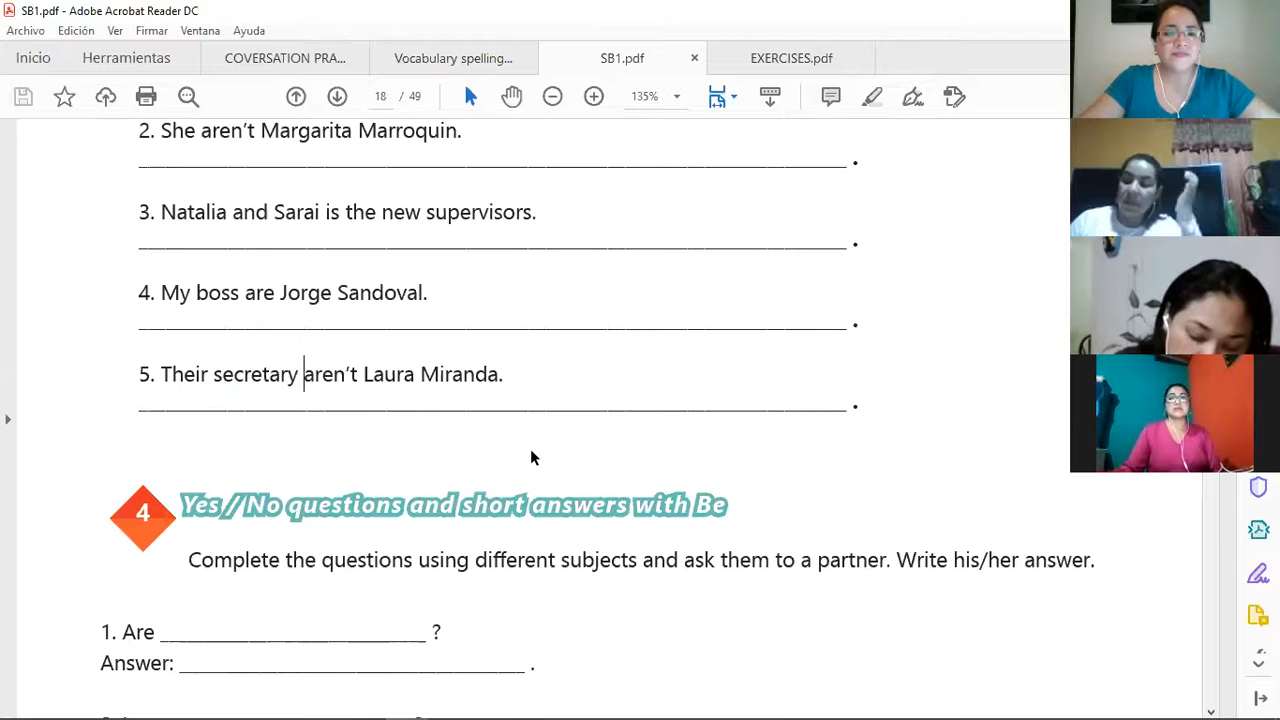 SB1.pdf - Adobe Acrobat Reader DC
Archivo Edición Ver Firmar Ventana Ayuda
Inicio Herramientas COVERSATION PRA... Vocabulary spelling... SB1.pdf × EXERCISES.pdf
18 / 49 135%
2. She aren't Margarita Marroquin.
.
3. Natalia and Sarai is the new supervisors.
.
4. My boss are Jorge Sandoval.
.
5. Their secretary aren't Laura Miranda.
.
4 Yes / No questions and short answers with Be
Complete the questions using different subjects and ask them to a partner. Write his/her answer.
1. Are ______________________ ?
Answer: ____________________________ .